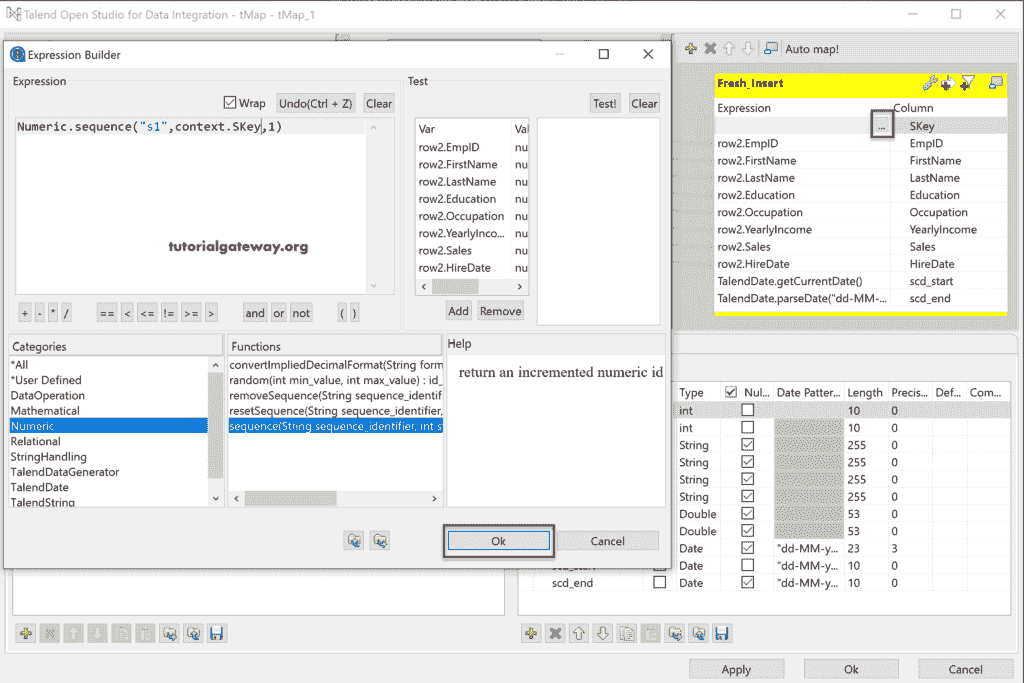 Talend Open Studio for Data Integration - tMap - tMap_1
Expression Builder
Expression
Wrap Undo(Ctrl + Z) Clear
Numeric.sequence("s1",context.SKey,1)
tutorialgateway.org
+ - * / == < <= != >= > and or not ( )
Test
Test! Clear
Var Val
row2.EmpID nu
row2.FirstName nu
row2.LastName nu
row2.Education nu
row2.Occupation nu
row2.YearlyInco... nu
row2.Sales nu
row2.HireDate nu
Add Remove
Categories
*All
*User Defined
DataOperation
Mathematical
Numeric
Relational
StringHandling
TalendDataGenerator
TalendDate
TalendString
Functions
convertImpliedDecimalFormat(String form
random(int min_value, int max_value) : id_
removeSequence(String sequence_identif
resetSequence(String sequence_identifier,
sequence(String sequence_identifier, int s
Help
return an incremented numeric id
Ok Cancel
Auto map!
Fresh_Insert
Expression Column
... SKey
row2.EmpID EmpID
row2.FirstName FirstName
row2.LastName LastName
row2.Education Education
row2.Occupation Occupation
row2.YearlyIncome YearlyIncome
row2.Sales Sales
row2.HireDate HireDate
TalendDate.getCurrentDate() scd_start
TalendDate.parseDate("dd-MM-... scd_end
Type Nul... Date Patter... Length Precis... Def... Com...
int 10 0
int 10 0
String 255 0
String 255 0
String 255 0
String 255 0
Double 53 0
Double 53 0
Date "dd-MM-y... 23 3
Date "dd-MM-y... 10 0
scd_end Date "dd-MM-y... 10 0
Apply Ok Cancel